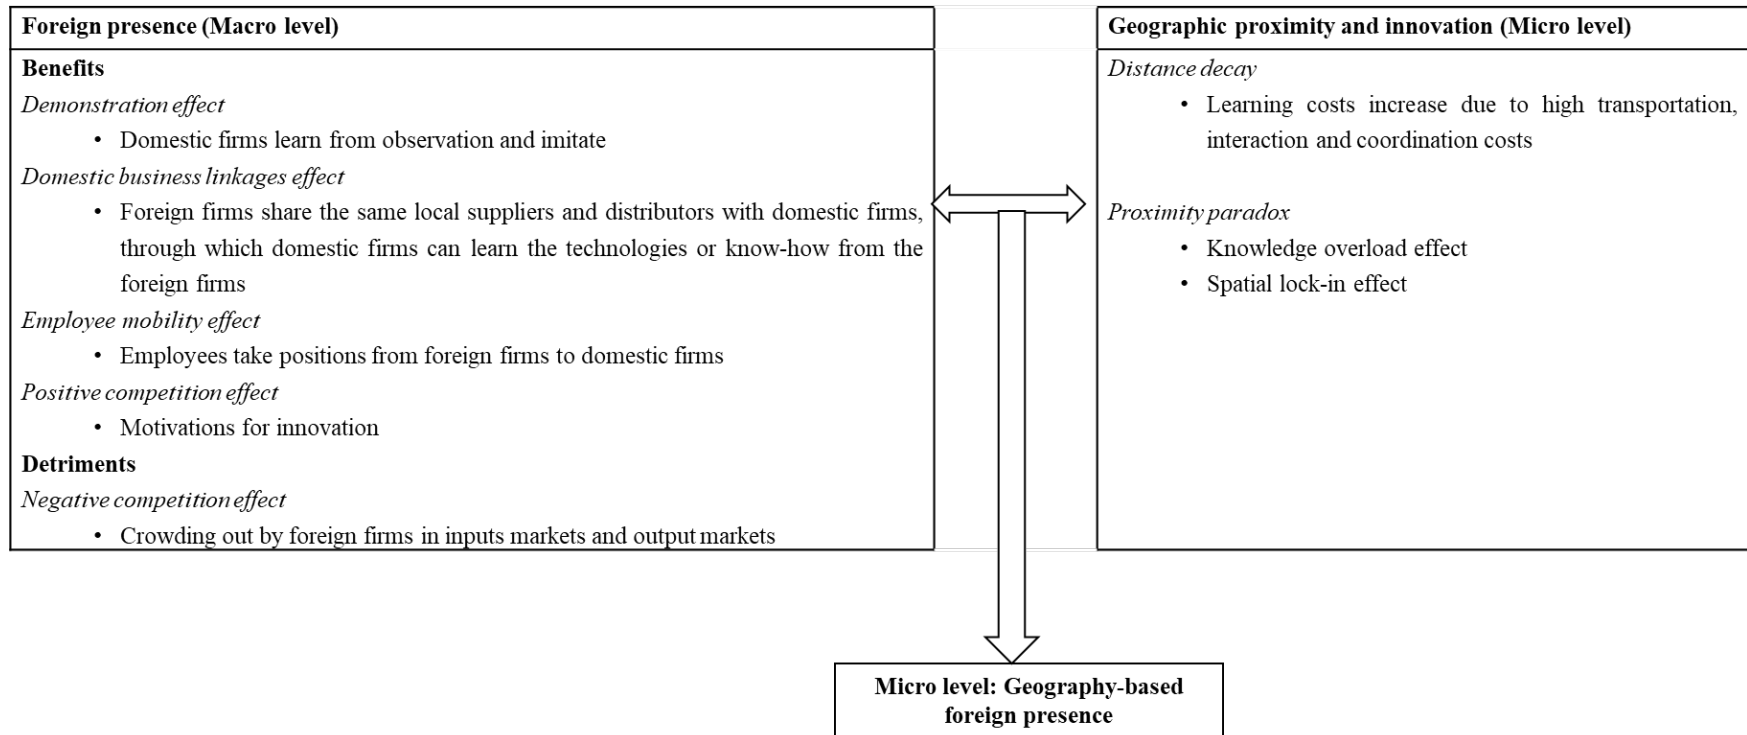 Foreign presence (Macro level)
Benefits
Demonstration effect
• Domestic firms learn from observation and imitate
Domestic business linkages effect
• Foreign firms share the same local suppliers and distributors with domestic firms,
through which domestic firms can learn the technologies or know-how from the
foreign firms
Employee mobility effect
• Employees take positions from foreign firms to domestic firms
Positive competition effect
• Motivations for innovation
Detriments
Negative competition effect
• Crowding out by foreign firms in inputs markets and output markets
Geographic proximity and innovation (Micro level)
Distance decay
• Learning costs increase due to high transportation,
interaction and coordination costs
Proximity paradox
• Knowledge overload effect
• Spatial lock-in effect
Micro level: Geography-based
foreign presence